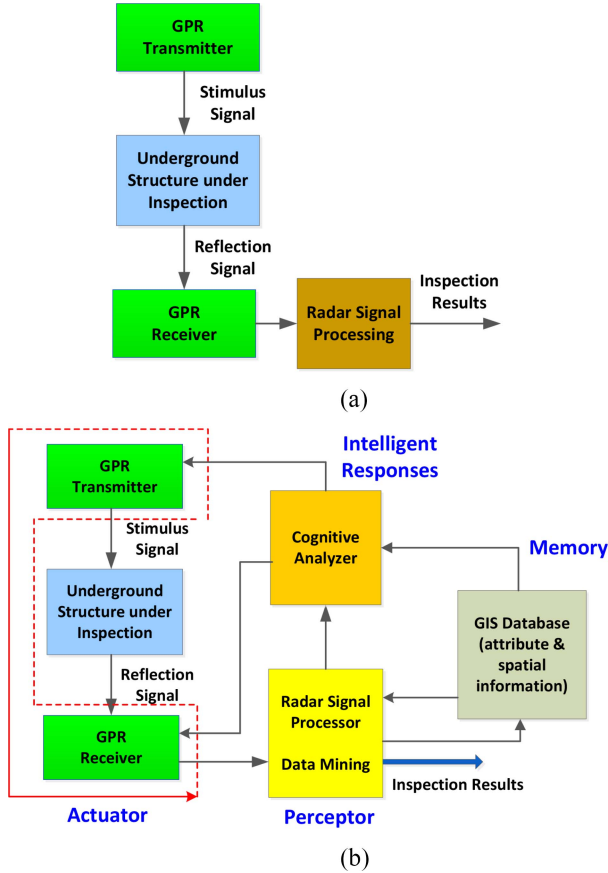 GPR
Transmitter
Stimulus
Signal
Underground
Structure under
Inspection
Reflection
Signal
GPR
Receiver
Radar Signal
Processing
Inspection
Results
(a)
GPR
Transmitter
Intelligent
Responses
Stimulus
Signal
Cognitive
Analyzer
Memory
Underground
Structure under
Inspection
GIS Database
(attribute &
spatial
information)
Reflection
Signal
GPR
Receiver
Radar Signal
Processor
Data Mining
Inspection Results
Actuator
Perceptor
(b)